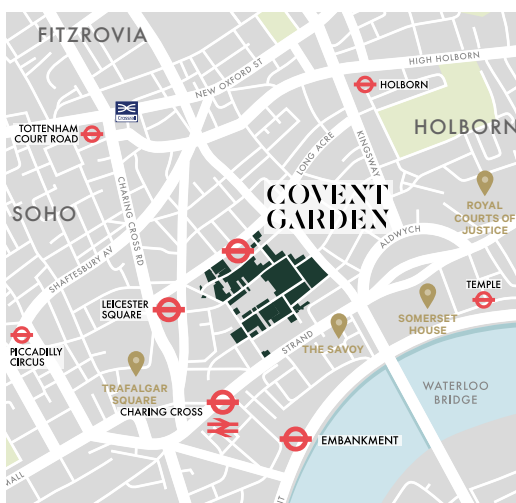 FITZROVIA
NEW OXFORD ST
HIGH HOLBORN
HOLBORN
Crossrail
TOTTENHAM
COURT ROAD
HOLBORN
LONG ACRE
KINGSWAY
CHARING CROSS RD
COVENT
GARDEN
SOHO
ROYAL
COURTS OF
JUSTICE
ALDWYCH
SHAFTESBURY AV
TEMPLE
LEICESTER
SQUARE
SOMERSET
HOUSE
STRAND
THE SAVOY
PICCADILLY
CIRCUS
TRAFALGAR
SQUARE
WATERLOO
BRIDGE
CHARING CROSS
EMBANKMENT
MALL